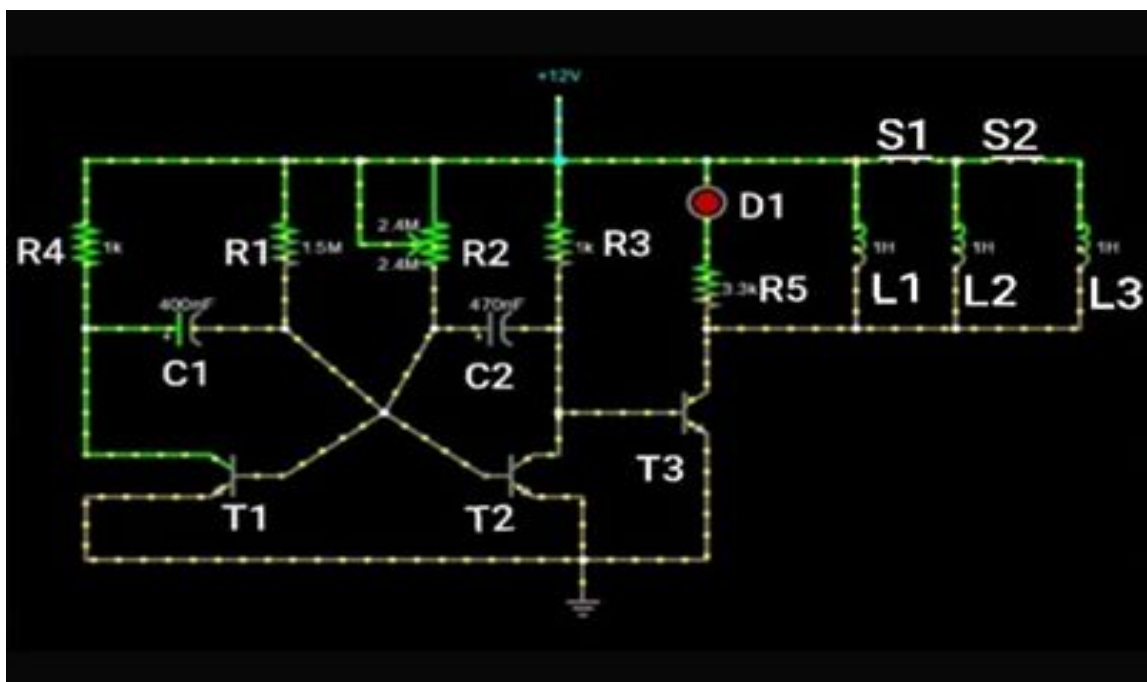 +12V
S1 S2
R4 1k
R1 1.5M
2.4M
2.4M
R2
1k R3
D1
3.3k R5
1H
L1
1H
L2
1H
L3
400nF
+
C1
470nF
+
C2
T1
T2
T3